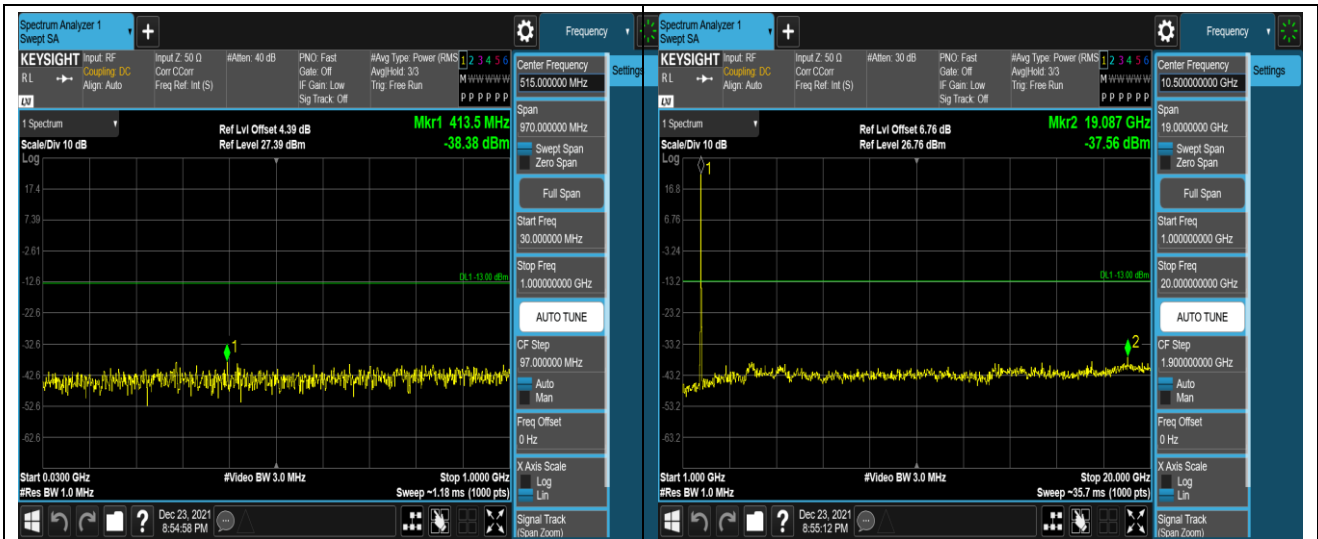 Spectrum Analyzer 1
Swept SA
+
Frequency
KEYSIGHT
Input: RF
Coupling: DC
Align: Auto
Input Z: 50 Ω
Corr CCorr
Freq Ref: Int (S)
#Atten: 40 dB
PNO: Fast
Gate: Off
IF Gain: Low
Sig Track: Off
#Avg Type: Power (RMS
Avg|Hold: 3/3
Trig: Free Run
1 2 3 4 5 6
M W W W W W
P P P P P P
RL
LXI
1 Spectrum
Scale/Div 10 dB
Ref Lvl Offset 4.39 dB
Ref Level 27.39 dBm
Mkr1 413.5 MHz
-38.38 dBm
Log
17.4
7.39
-2.61
-12.6
-22.6
-32.6
-42.6
-52.6
-62.6
DL1 -13.00 dBm
1
Start 0.0300 GHz
#Res BW 1.0 MHz
#Video BW 3.0 MHz
Stop 1.0000 GHz
Sweep ~1.18 ms (1000 pts)
Dec 23, 2021
8:54:58 PM
?
Center Frequency
515.000000 MHz
Span
970.000000 MHz
Swept Span
Zero Span
Full Span
Start Freq
30.000000 MHz
Stop Freq
1.000000000 GHz
AUTO TUNE
CF Step
97.000000 MHz
Auto
Man
Freq Offset
0 Hz
X Axis Scale
Log
Lin
Signal Track
(Span Zoom)
Settings
Spectrum Analyzer 1
Swept SA
+
Frequency
KEYSIGHT
Input: RF
Coupling: DC
Align: Auto
Input Z: 50 Ω
Corr CCorr
Freq Ref: Int (S)
#Atten: 30 dB
PNO: Fast
Gate: Off
IF Gain: Low
Sig Track: Off
#Avg Type: Power (RMS
Avg|Hold: 3/3
Trig: Free Run
1 2 3 4 5 6
M W W W W W
P P P P P P
RL
LXI
1 Spectrum
Scale/Div 10 dB
Ref Lvl Offset 6.76 dB
Ref Level 26.76 dBm
Mkr2 19.087 GHz
-37.56 dBm
Log
16.8
6.76
-3.24
-13.2
-23.2
-33.2
-43.2
-53.2
-63.2
DL1 -13.00 dBm
1
2
Start 1.000 GHz
#Res BW 1.0 MHz
#Video BW 3.0 MHz
Stop 20.000 GHz
Sweep ~35.7 ms (1000 pts)
Dec 23, 2021
8:55:12 PM
?
Center Frequency
10.500000000 GHz
Span
19.0000000 GHz
Swept Span
Zero Span
Full Span
Start Freq
1.000000000 GHz
Stop Freq
20.000000000 GHz
AUTO TUNE
CF Step
1.900000000 GHz
Auto
Man
Freq Offset
0 Hz
X Axis Scale
Log
Lin
Signal Track
(Span Zoom)
Settings